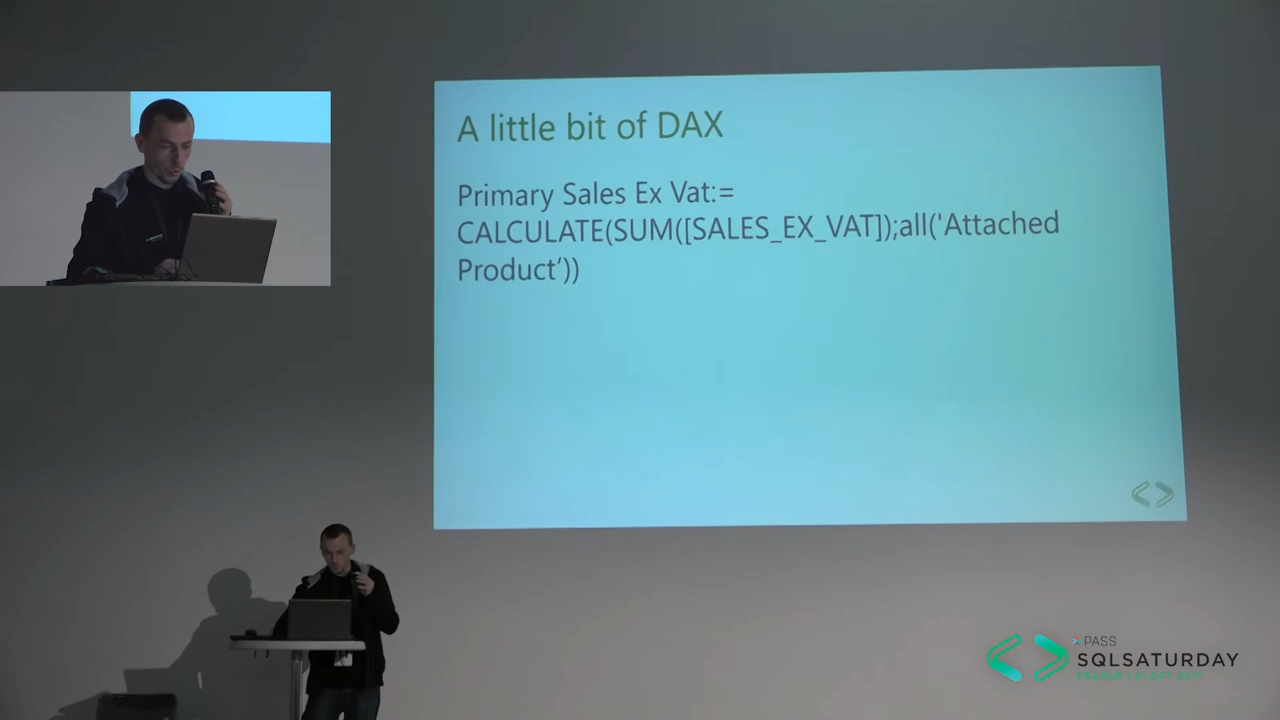 A little bit of DAX
Primary Sales Ex Vat:=
CALCULATE(SUM([SALES_EX_VAT]);all('Attached
Product'))
PASS
SQLSATURDAY